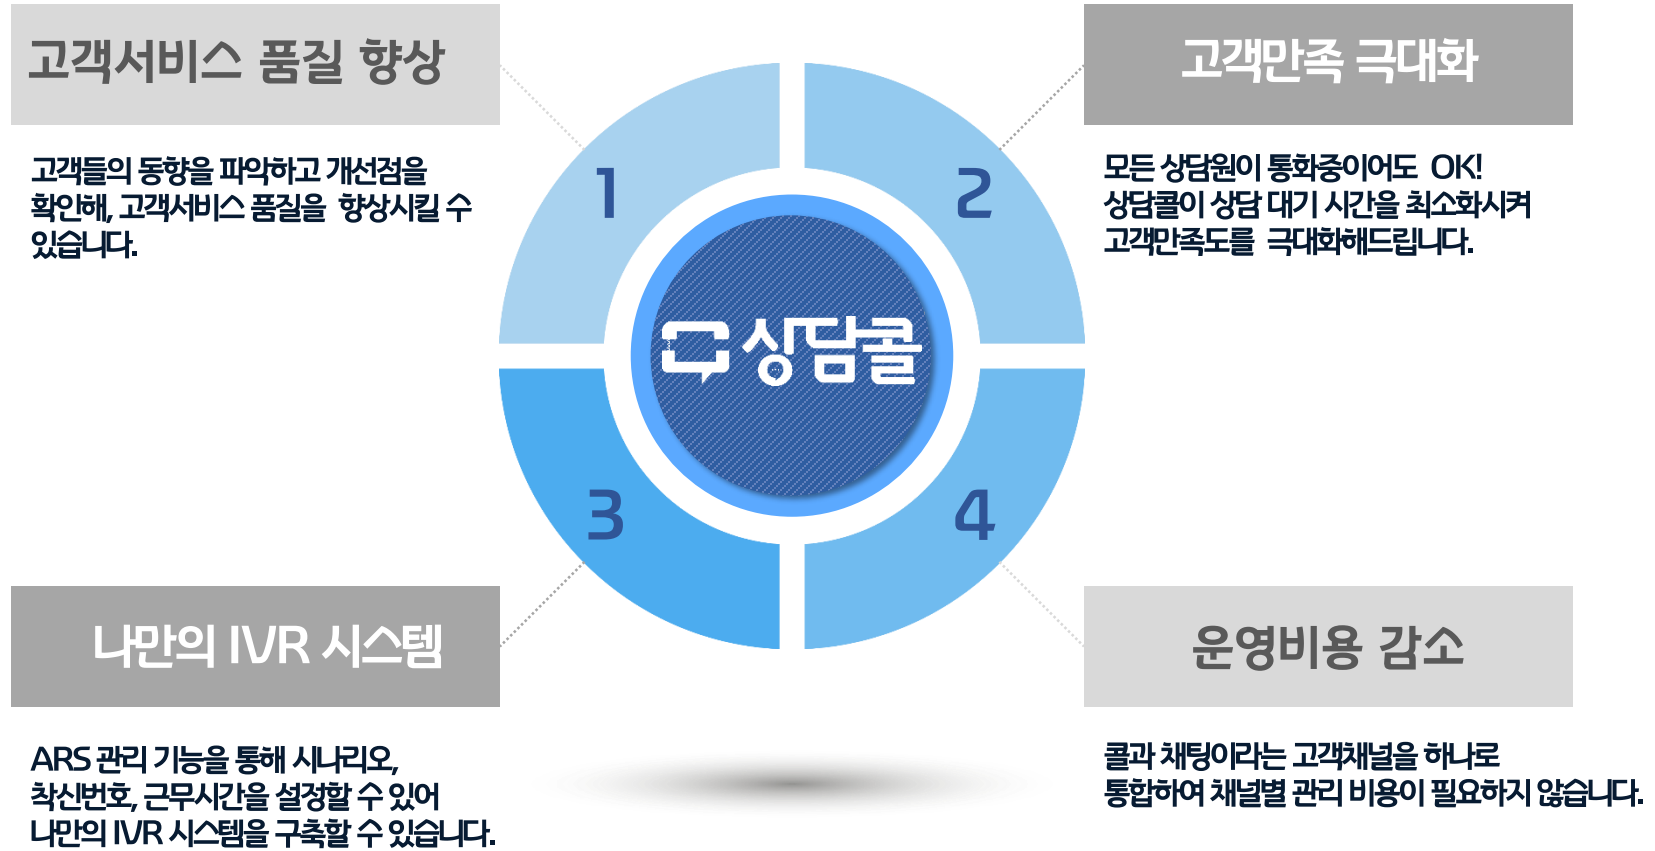 고객서비스 품질 향상
고객들의 동향을 파악하고 개선점을
확인해, 고객서비스 품질을 향상시킬 수
있습니다.
1
고객만족 극대화
모든 상담원이 통화중이어도 OK!
상담콜이 상담 대기 시간을 최소화시켜
고객만족도를 극대화해드립니다.
2
상담콜
나만의 IVR 시스템
ARS 관리 기능을 통해 시나리오,
착신번호, 근무시간을 설정할 수 있어
나만의 IVR 시스템을 구축할 수 있습니다.
3
운영비용 감소
콜과 채팅이라는 고객채널을 하나로
통합하여 채널별 관리 비용이 필요하지 않습니다.
4